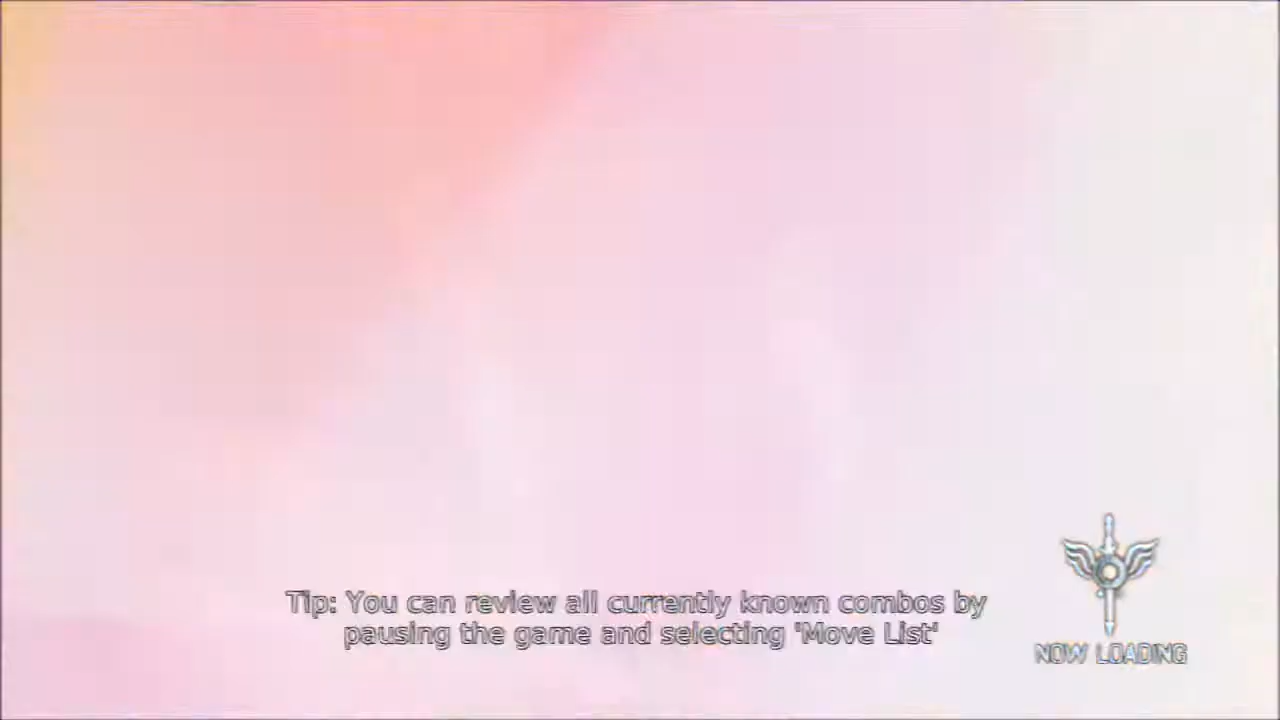 Tip: You can review all currently known combos by
pausing the game and selecting 'Move List'
NOW LOADING